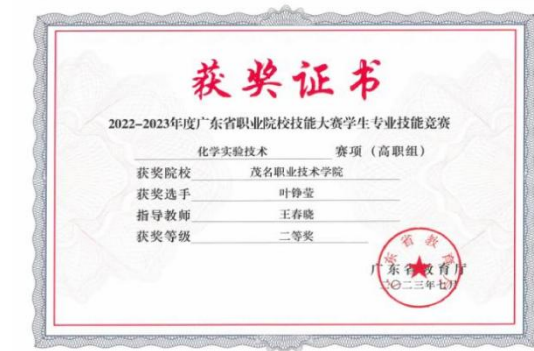 获奖证书
2022-2023年度广东省职业院校技能大赛学生专业技能竞赛
化学实验技术 赛项（高职组）
获奖院校 茂名职业技术学院
获奖选手 叶铮莹
指导教师 王春晓
获奖等级 二等奖
广东省教育厅
二〇二三年七月